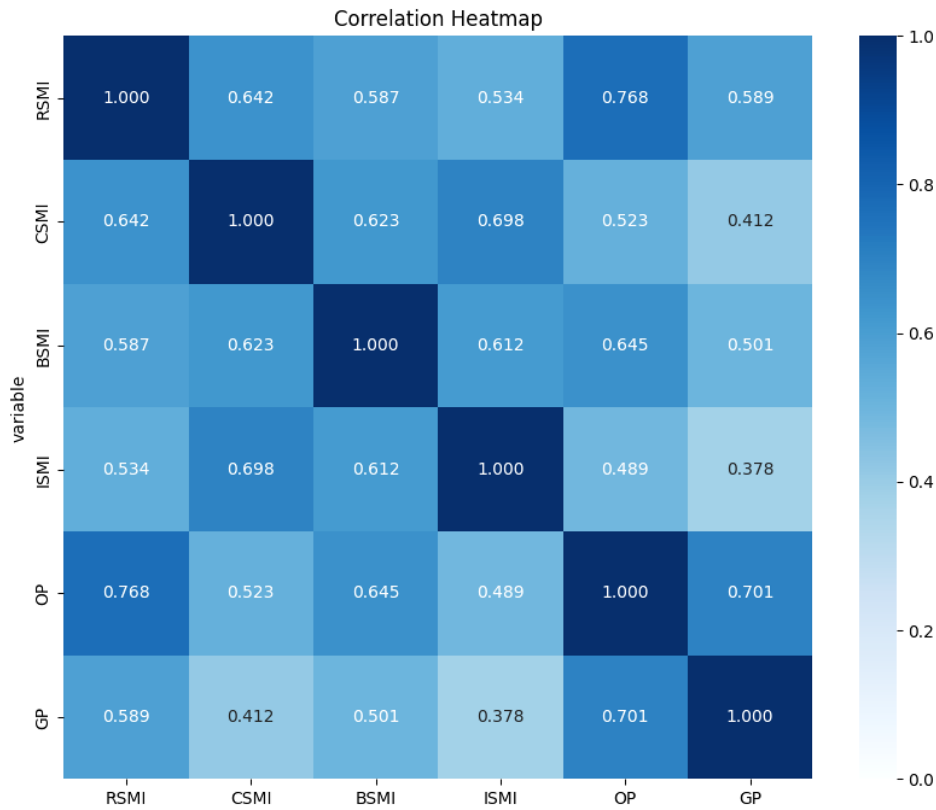 Correlation Heatmap
RSMI 1.000 0.642 0.587 0.534 0.768 0.589
CSMI 0.642 1.000 0.623 0.698 0.523 0.412
BSMI 0.587 0.623 1.000 0.612 0.645 0.501
ISMI 0.534 0.698 0.612 1.000 0.489 0.378
OP 0.768 0.523 0.645 0.489 1.000 0.701
GP 0.589 0.412 0.501 0.378 0.701 1.000
RSMI CSMI BSMI ISMI OP GP
variable
1.0
0.8
0.6
0.4
0.2
0.0